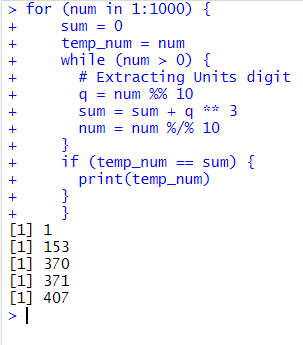 > for (num in 1:1000) {
+     sum = 0
+     temp_num = num
+     while (num > 0) {
+       # Extracting Units digit
+       q = num %% 10
+       sum = sum + q ** 3
+       num = num %/% 10
+     }
+     if (temp_num == sum) {
+       print(temp_num)
+     }
+     }
[1] 1
[1] 153
[1] 370
[1] 371
[1] 407
>